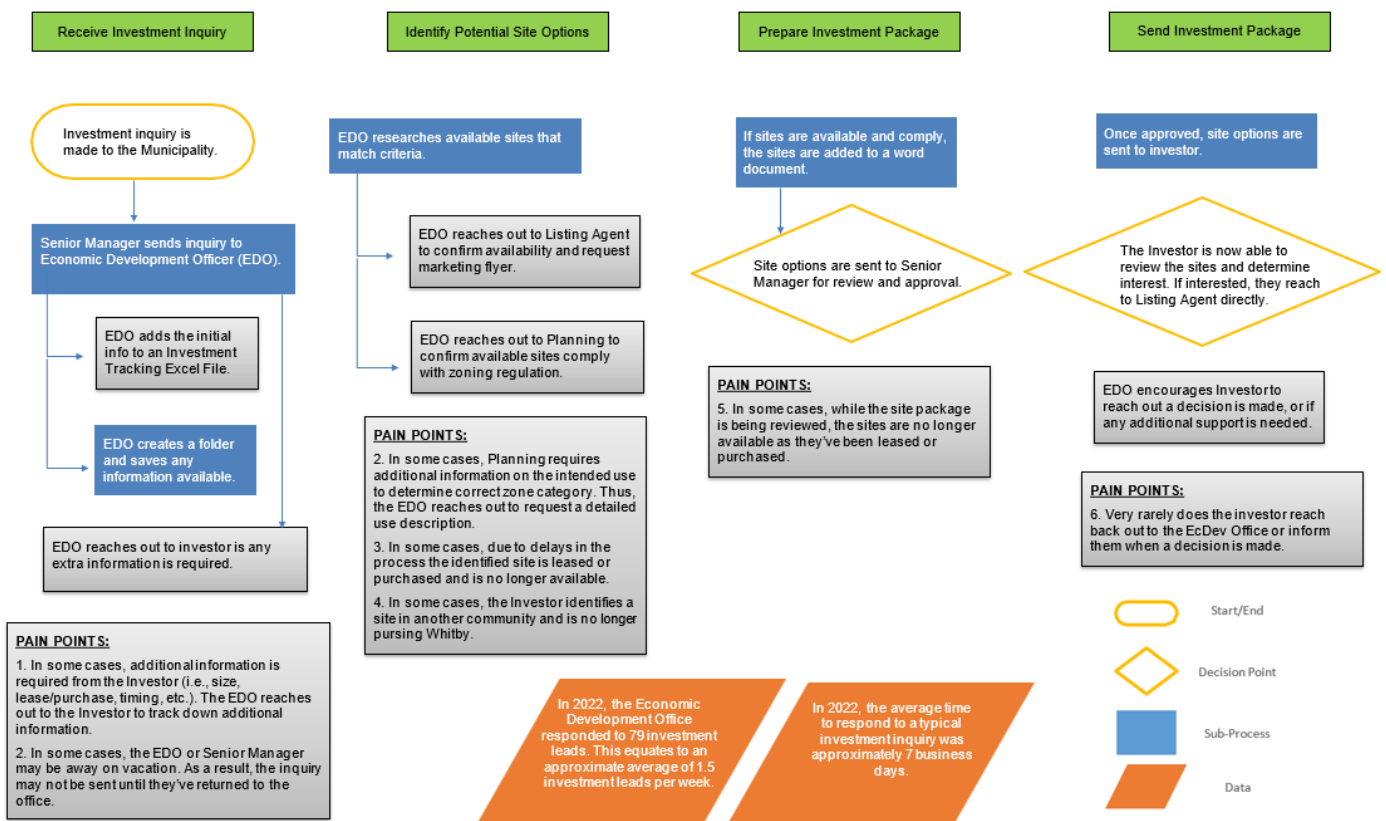 Receive Investment Inquiry
Investment inquiry is
made to the Municipality.
Senior Manager sends inquiry to
Economic Development Officer (EDO).
EDO adds the initial
info to an Investment
Tracking Excel File.
EDO creates a folder
and saves any
information available.
EDO reaches out to investor is any
extra information is required.
PAIN POINTS:
1. In some cases, additional information is
required from the Investor (i.e., size,
lease/purchase, timing, etc.). The EDO reaches
out to the Investor to track down additional
information.
2. In some cases, the EDO or Senior Manager
may be away on vacation. As a result, the inquiry
may not be sent until they've returned to the
office.
Identify Potential Site Options
EDO researches available sites that
match criteria.
EDO reaches out to Listing Agent
to confirm availability and request
marketing flyer.
EDO reaches out to Planning to
confirm available sites comply
with zoning regulation.
PAIN POINTS:
2. In some cases, Planning requires
additional information on the intended use
to determine correct zone category. Thus,
the EDO reaches out to request a detailed
use description.
3. In some cases, due to delays in the
process the identified site is leased or
purchased and is no longer available.
4. In some cases, the Investor identifies a
site in another community and is no longer
pursing Whitby.
Prepare Investment Package
If sites are available and comply,
the sites are added to a word
document.
Site options are sent to Senior
Manager for review and approval.
PAIN POINTS:
5. In some cases, while the site package
is being reviewed, the sites are no longer
available as they've been leased or
purchased.
Send Investment Package
Once approved, site options are
sent to investor.
The Investor is now able to
review the sites and determine
interest. If interested, they reach
to Listing Agent directly.
EDO encourages Investor to
reach out a decision is made, or if
any additional support is needed.
PAIN POINTS:
6. Very rarely does the investor reach
back out to the EcDev Office or inform
them when a decision is made.
In 2022, the Economic
Development Office
responded to 79 investment
leads. This equates to an
approximate average of 1.5
investment leads per week.
In 2022, the average time
to respond to a typical
investment inquiry was
approximately 7 business
days.
Start/End
Decision Point
Sub-Process
Data